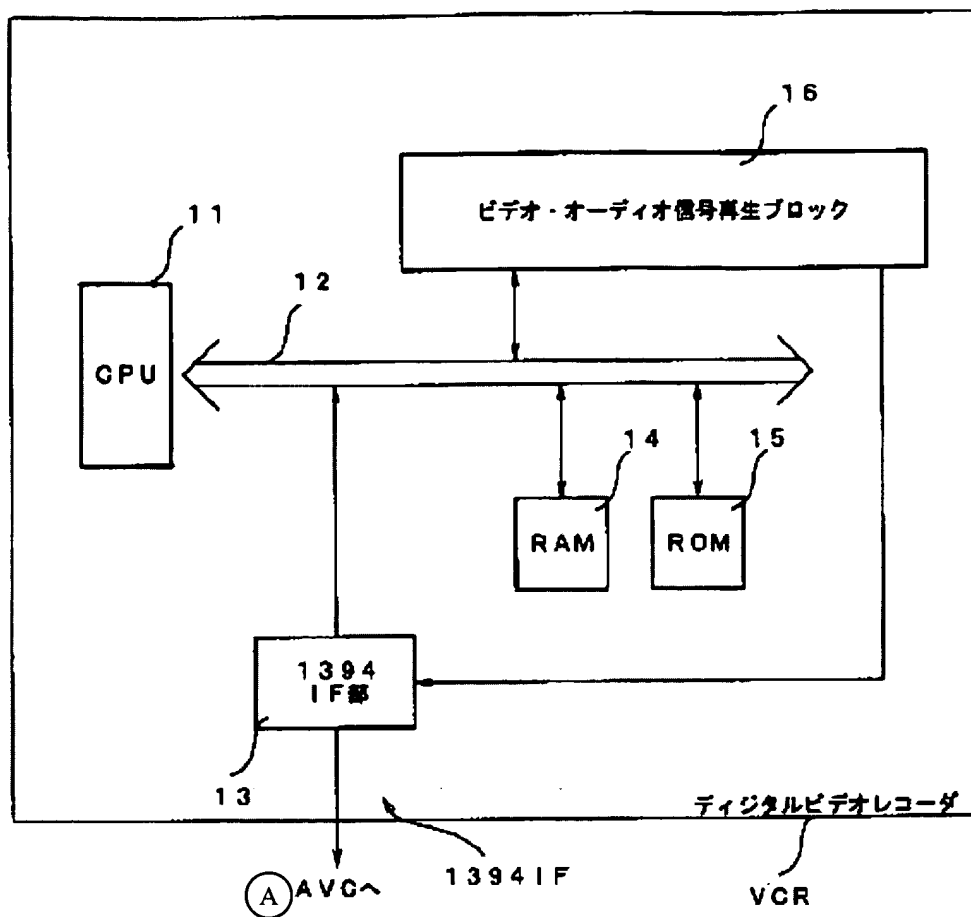 16
ビデオ・オーディオ信号再生ブロック
11
12
CPU
14
15
RAM
ROM
1394
IF部
13
ディジタルビデオレコーダ
1394IF
VCR
A AVCへ